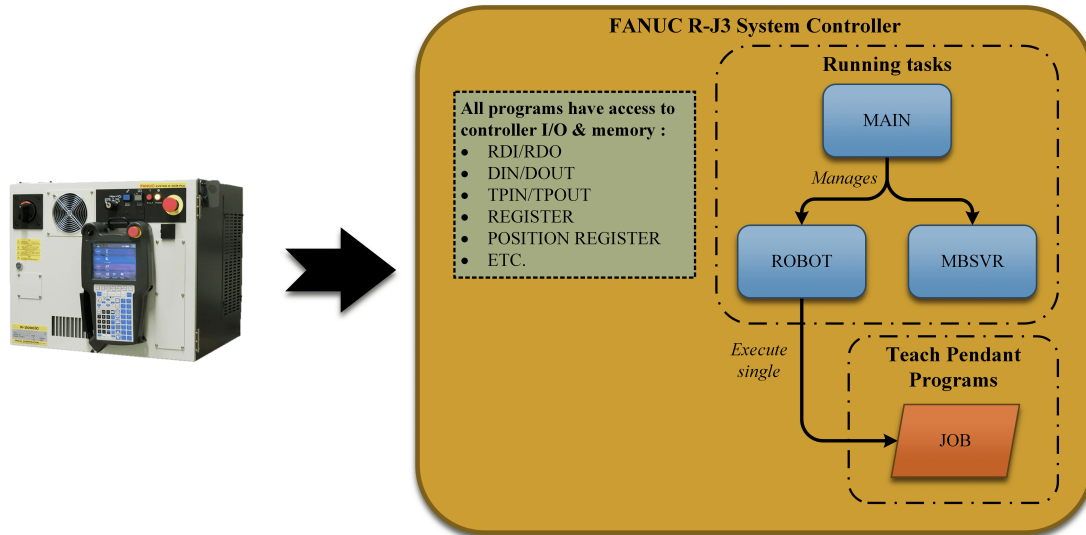 FANUC R-J3 System Controller
Running tasks
All programs have access to
controller I/O & memory :
• RDI/RDO
• DIN/DOUT
• TPIN/TPOUT
• REGISTER
• POSITION REGISTER
• ETC.
MAIN
Manages
ROBOT
MBSVR
Execute
single
Teach Pendant
Programs
JOB